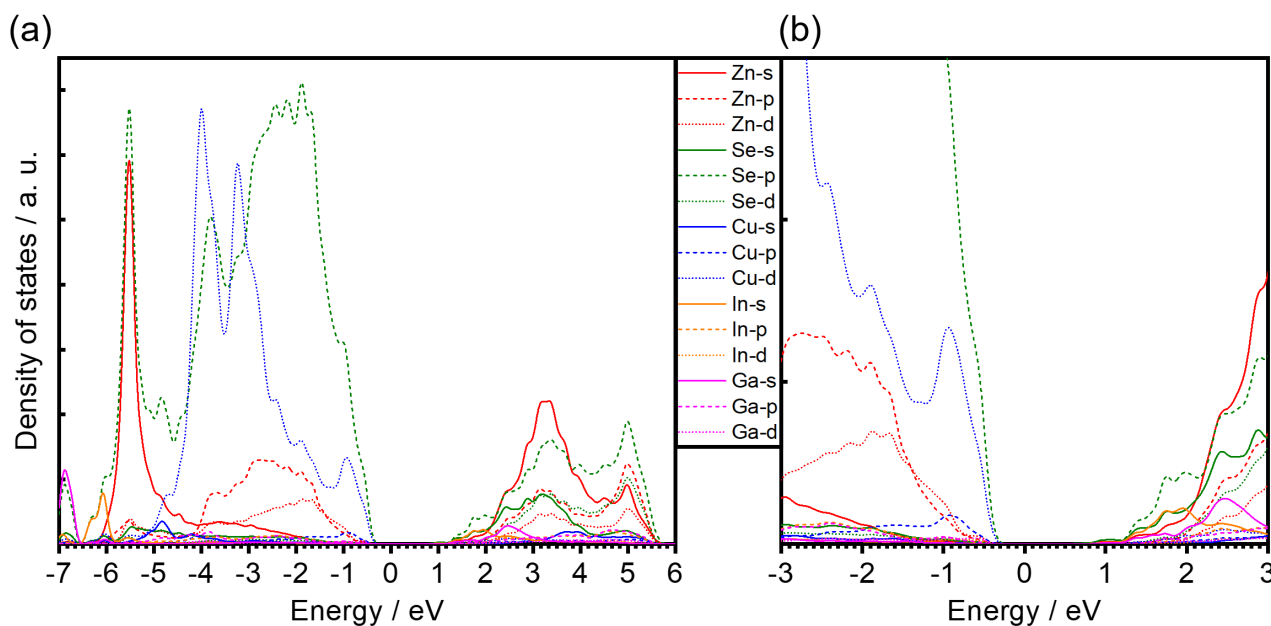 (a)
(b)
Density of states / a. u.
Zn-s
Zn-p
Zn-d
Se-s
Se-p
Se-d
Cu-s
Cu-p
Cu-d
In-s
In-p
In-d
Ga-s
Ga-p
Ga-d
-7 -6 -5 -4 -3 -2 -1 0 1 2 3 4 5 6
Energy / eV
-3 -2 -1 0 1 2 3
Energy / eV